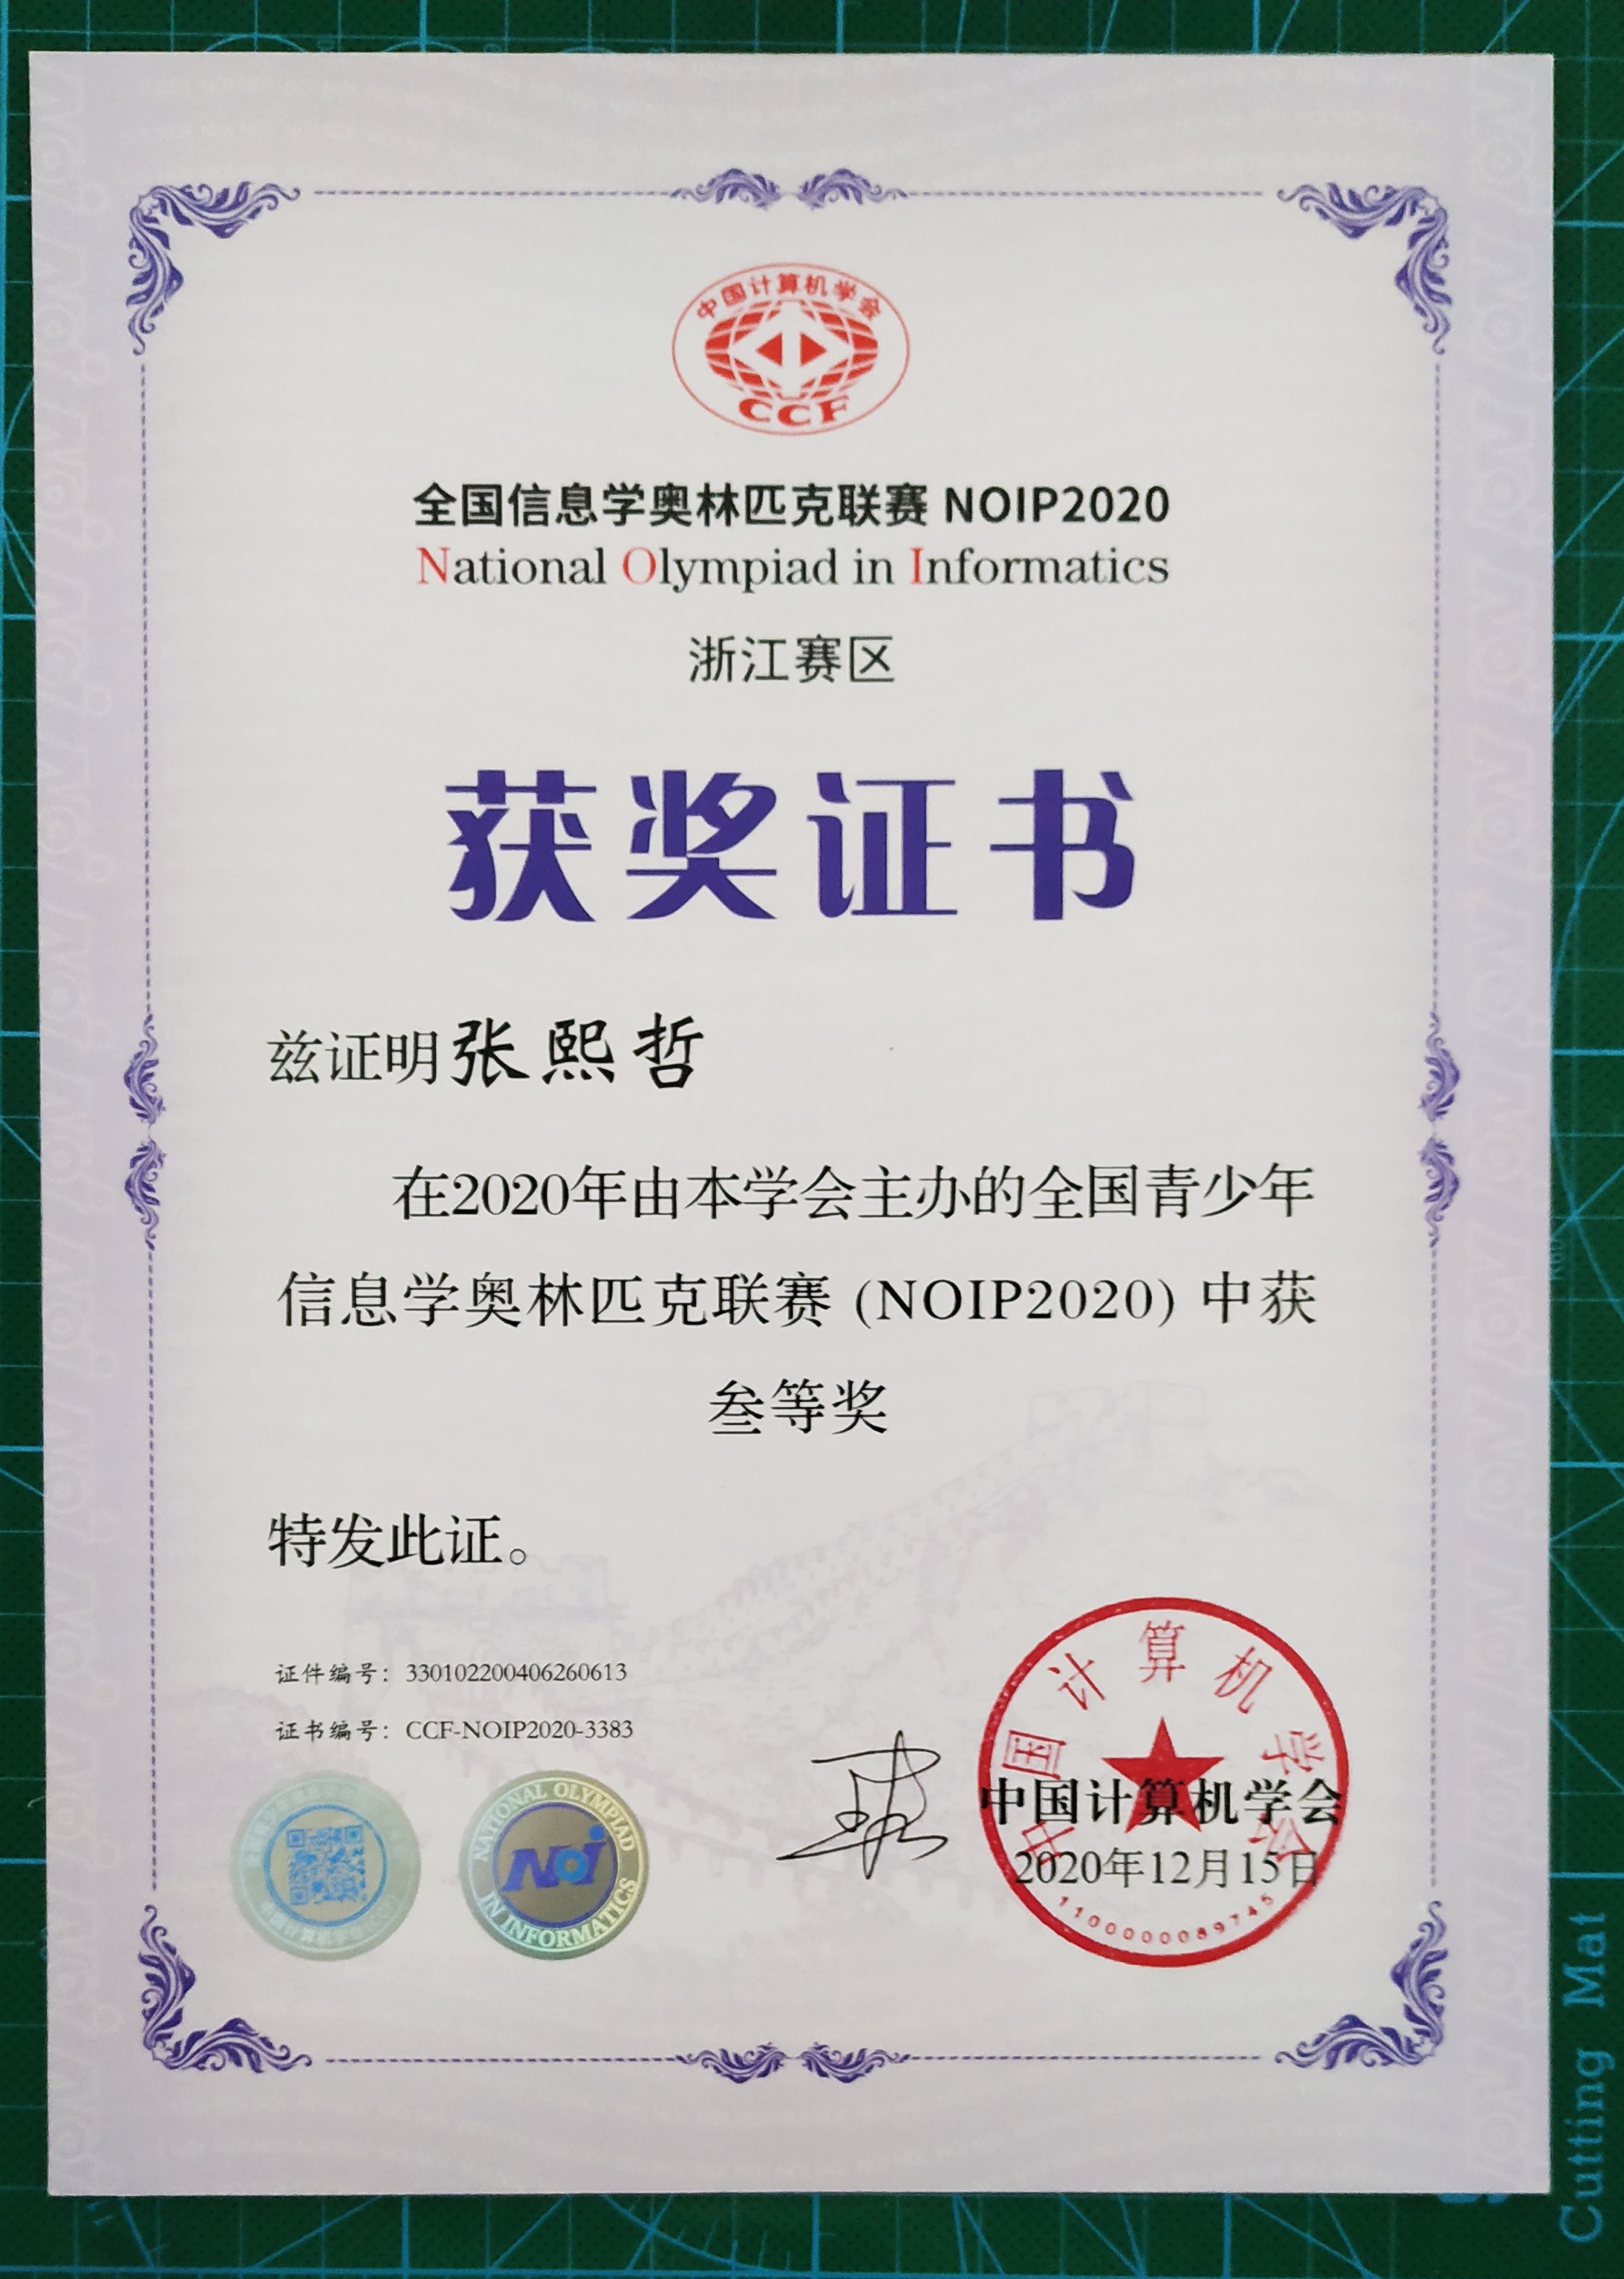 中国计算机学会
CCF
全国信息学奥林匹克联赛 NOIP2020
National Olympiad in Informatics
浙江赛区
获奖证书
兹证明张熙哲
在2020年由本学会主办的全国青少年
信息学奥林匹克联赛 (NOIP2020) 中获
叁等奖
特发此证。
证件编号：330102200406260613
证书编号：CCF-NOIP2020-3383
NATIONAL OLYMPIAD
NOI
IN INFORMATICS
中国计算机学会
中国计算机学会
2020年12月15日
1100000089745
Cutting Mat